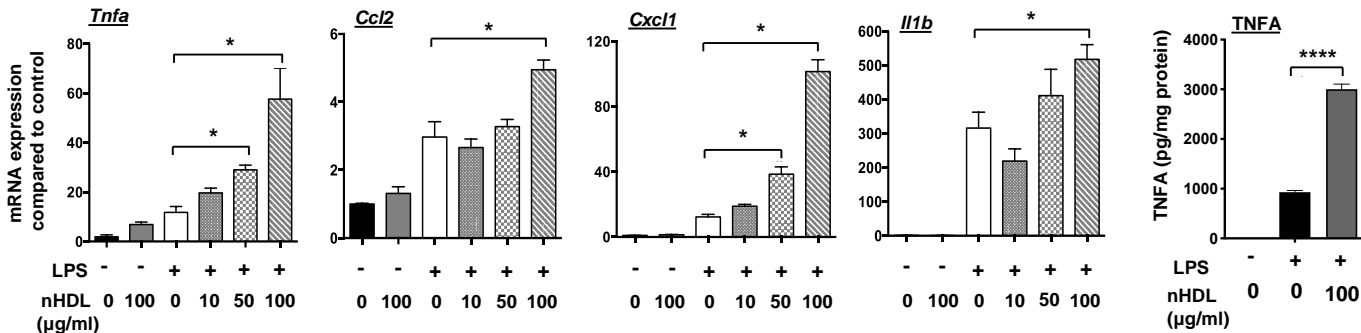 Tnfa
Ccl2
Cxcl1
Il1b
TNFA
mRNA expression
compared to control
80
60
40
20
0
*
*
6
4
2
0
*
120
80
40
0
*
*
600
500
400
300
200
100
0
*
TNFA (pg/mg protein)
4000
3000
2000
1000
0
****
LPS - - + + + +
- - + + + +
- - + + + +
- - + + + +
LPS - + +
nHDL 0 100 0 10 50 100
(µg/ml)
0 100 0 10 50 100
0 100 0 10 50 100
0 100 0 10 50 100
nHDL 0 0 100
(µg/ml)